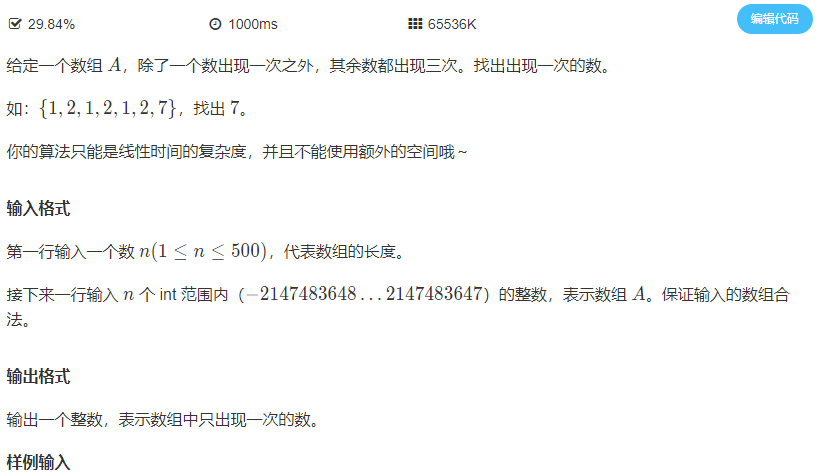 29.84% 1000ms 65536K 编辑代码
给定一个数组 A，除了一个数出现一次之外，其余数都出现三次。找出出现一次的数。
如：{1, 2, 1, 2, 1, 2, 7}，找出 7。
你的算法只能是线性时间的复杂度，并且不能使用额外的空间哦～
输入格式
第一行输入一个数 n(1 ≤ n ≤ 500)，代表数组的长度。
接下来一行输入 n 个 int 范围内（−2147483648 … 2147483647）的整数，表示数组 A。保证输入的数组合
法。
输出格式
输出一个整数，表示数组中只出现一次的数。
样例输入